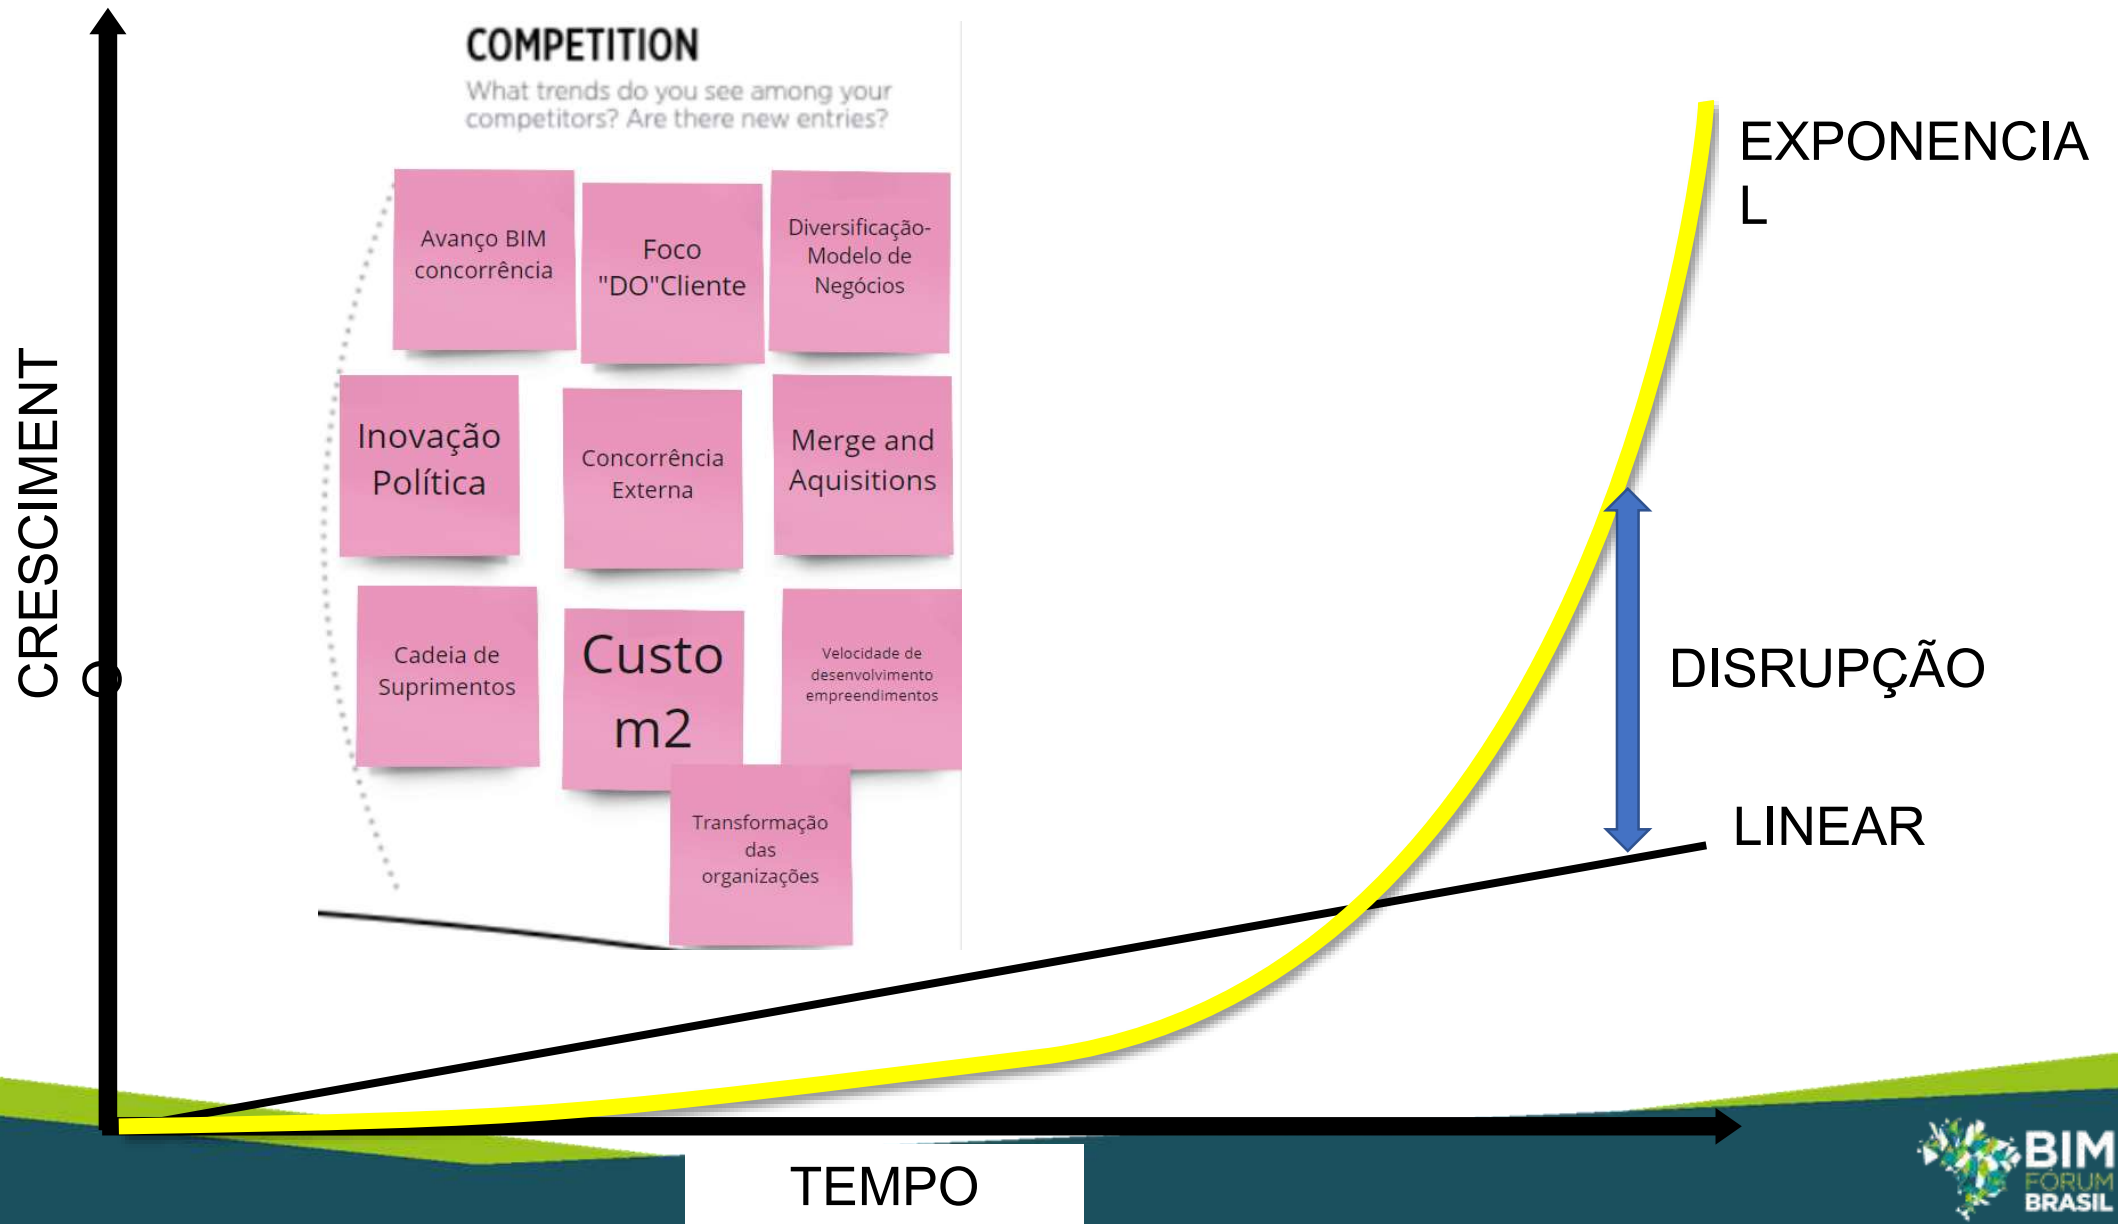 COMPETITION
What trends do you see among your
competitors? Are there new entries?
Avanço BIM
concorrência
Foco
"DO"Cliente
Diversificação-
Modelo de
Negócios
Inovação
Política
Concorrência
Externa
Merge and
Aquisitions
Cadeia de
Suprimentos
Custo
m2
Velocidade de
desenvolvimento
empreendimentos
Transformação
das
organizações
CRESCIMENT
O
EXPONENCIA
L
DISRUPÇÃO
LINEAR
TEMPO
BIM
FÓRUM
BRASIL